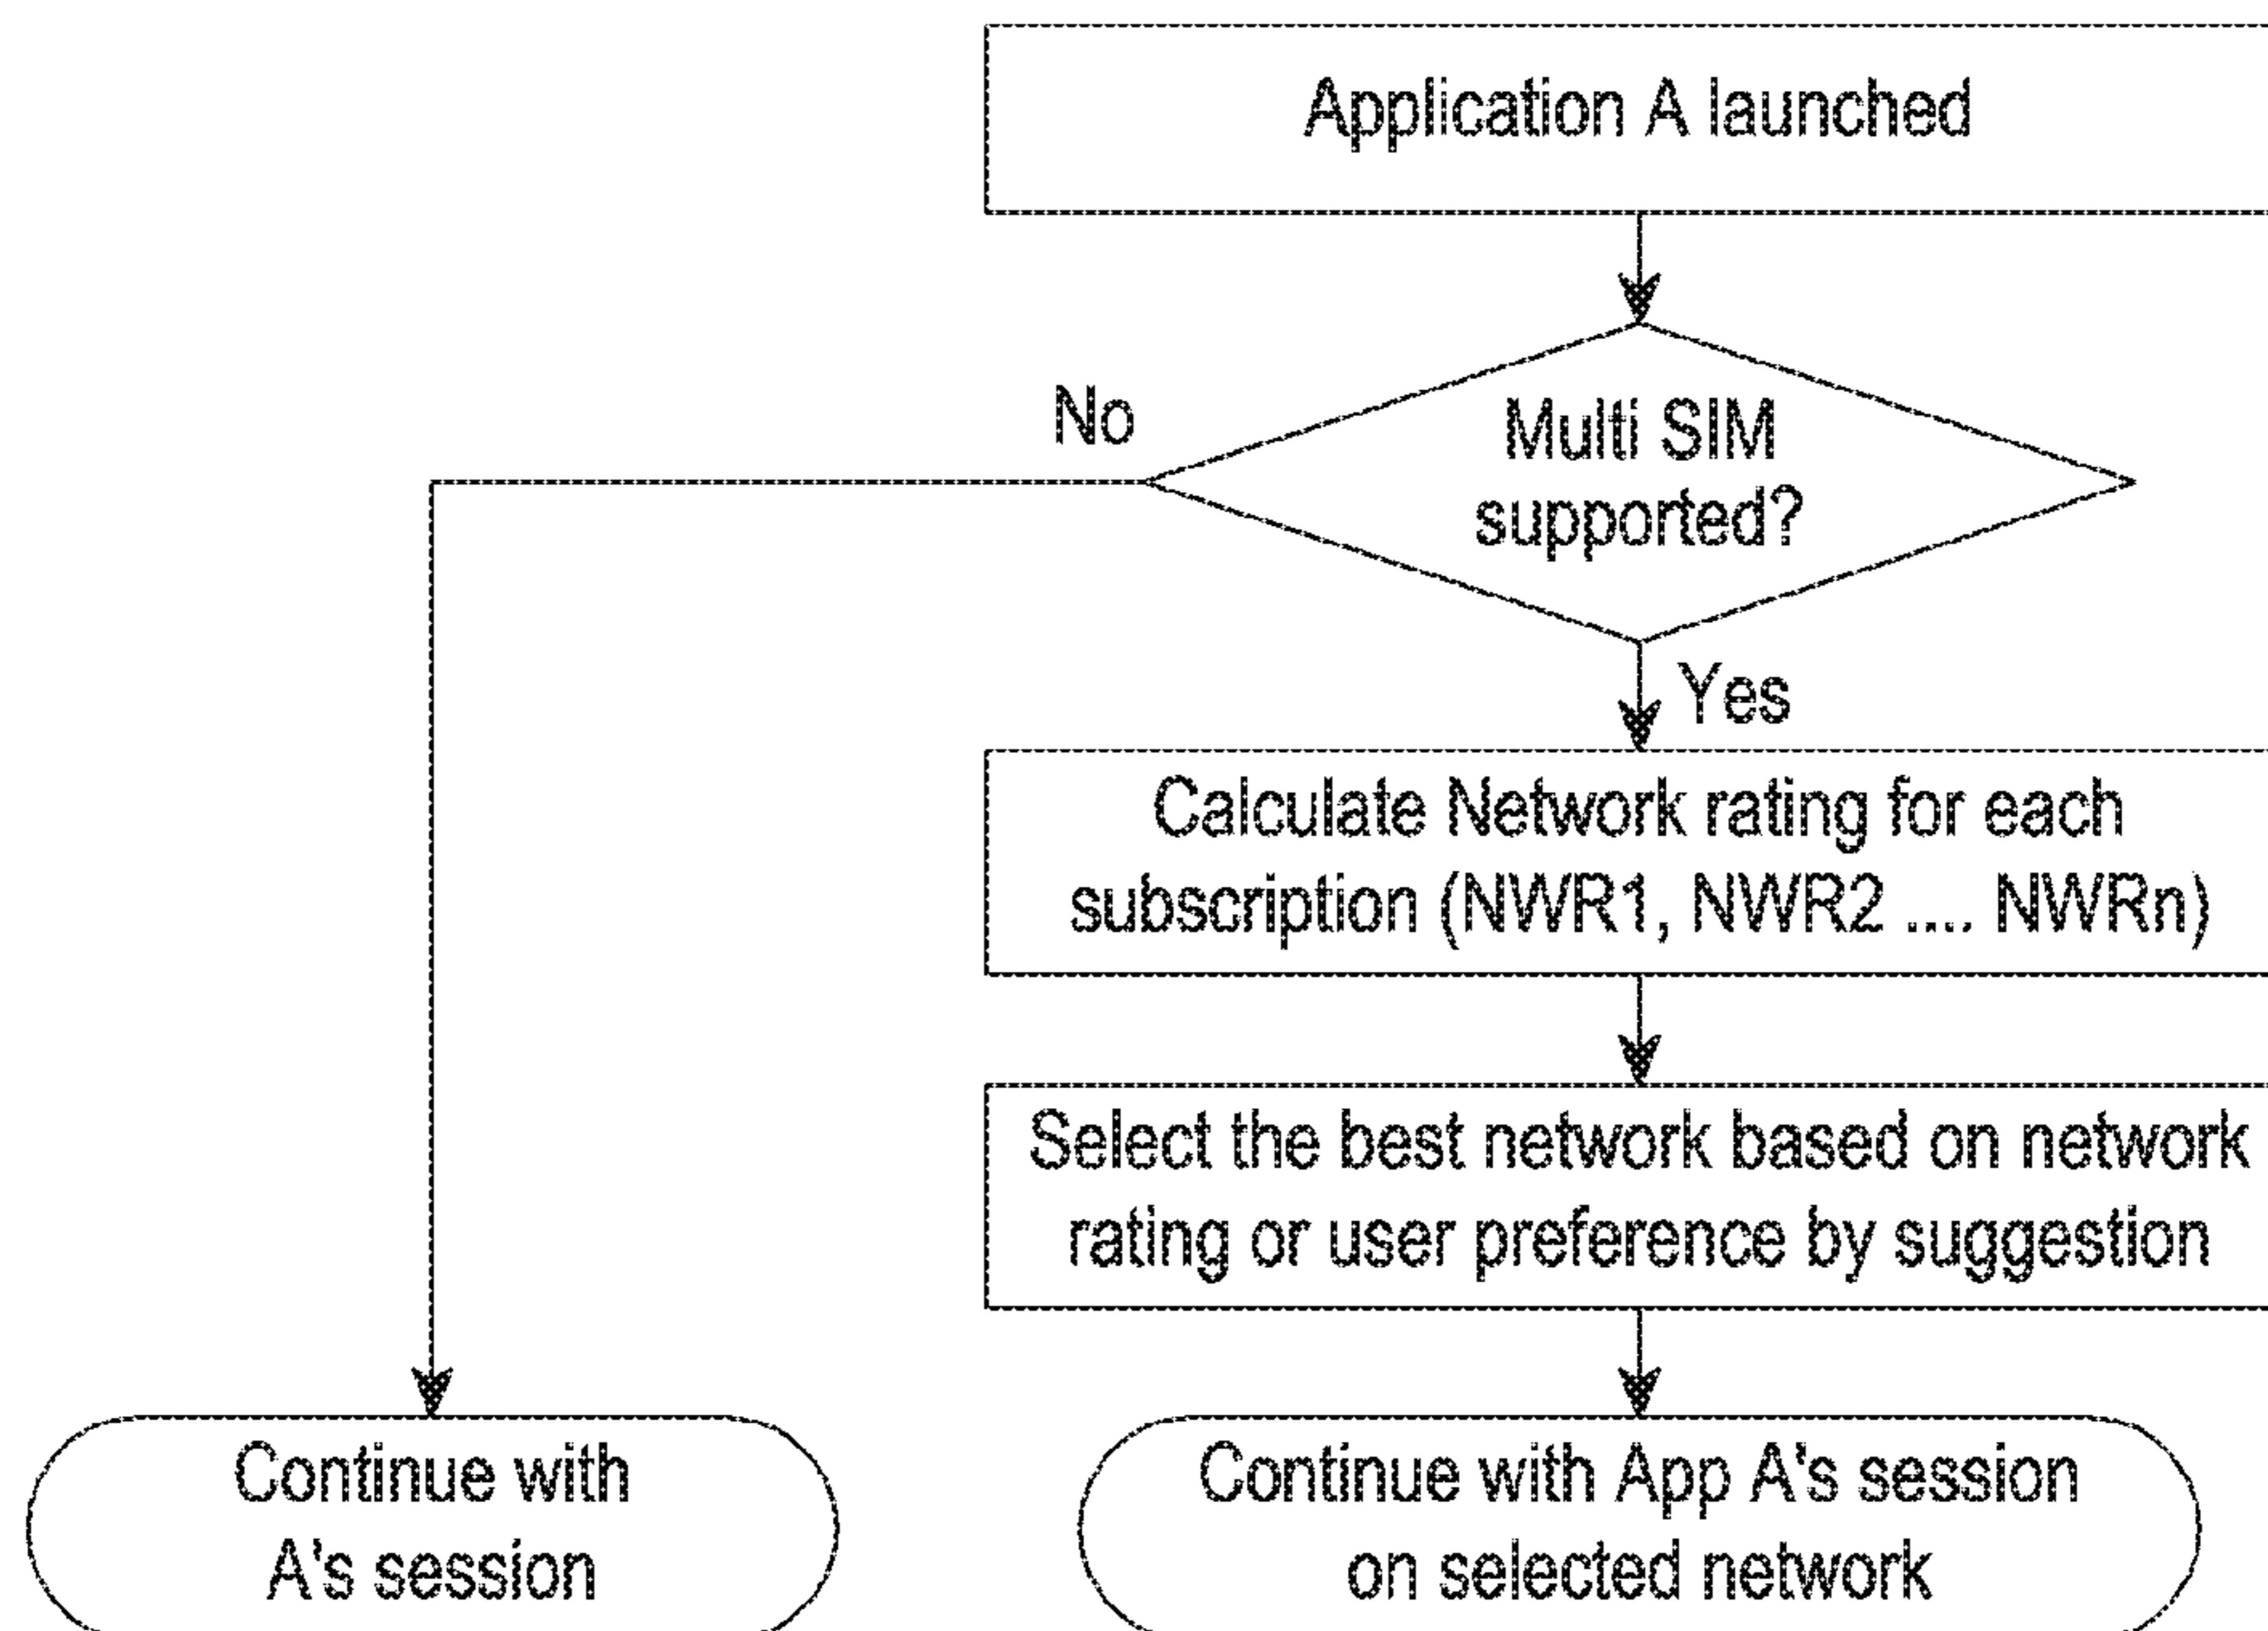 Application A launched
No
Multi SIM
supported?
Yes
Calculate Network rating for each
subscription (NWR1, NWR2 .... NWRn)
Select the best network based on network
rating or user preference by suggestion
Continue with
A's session
Continue with App A's session
on selected network